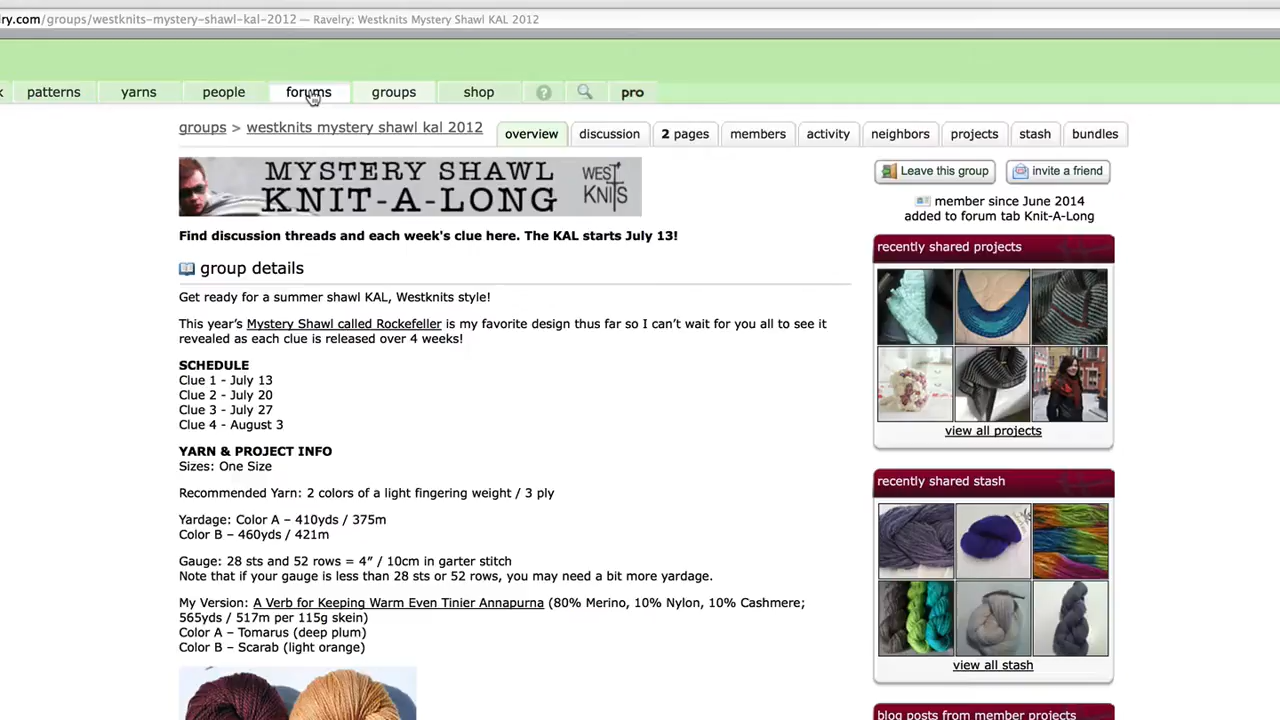 ry.com/groups/westknits-mystery-shawl-kal-2012 — Ravelry: Westknits Mystery Shawl KAL 2012
k patterns yarns people forums groups shop ? pro
groups > westknits mystery shawl kal 2012 overview discussion 2 pages members activity neighbors projects stash bundles
MYSTERY SHAWL
KNIT-A-LONG
WEST
KNITS
Leave this group invite a friend
member since June 2014
added to forum tab Knit-A-Long
Find discussion threads and each week's clue here. The KAL starts July 13!
group details
Get ready for a summer shawl KAL, Westknits style!
This year’s Mystery Shawl called Rockefeller is my favorite design thus far so I can’t wait for you all to see it
revealed as each clue is released over 4 weeks!
SCHEDULE
Clue 1 - July 13
Clue 2 - July 20
Clue 3 - July 27
Clue 4 - August 3
YARN & PROJECT INFO
Sizes: One Size
Recommended Yarn: 2 colors of a light fingering weight / 3 ply
Yardage: Color A – 410yds / 375m
Color B – 460yds / 421m
Gauge: 28 sts and 52 rows = 4” / 10cm in garter stitch
Note that if your gauge is less than 28 sts or 52 rows, you may need a bit more yardage.
My Version: A Verb for Keeping Warm Even Tinier Annapurna (80% Merino, 10% Nylon, 10% Cashmere;
565yds / 517m per 115g skein)
Color A – Tomarus (deep plum)
Color B – Scarab (light orange)
recently shared projects
view all projects
recently shared stash
view all stash
blog posts from member projects